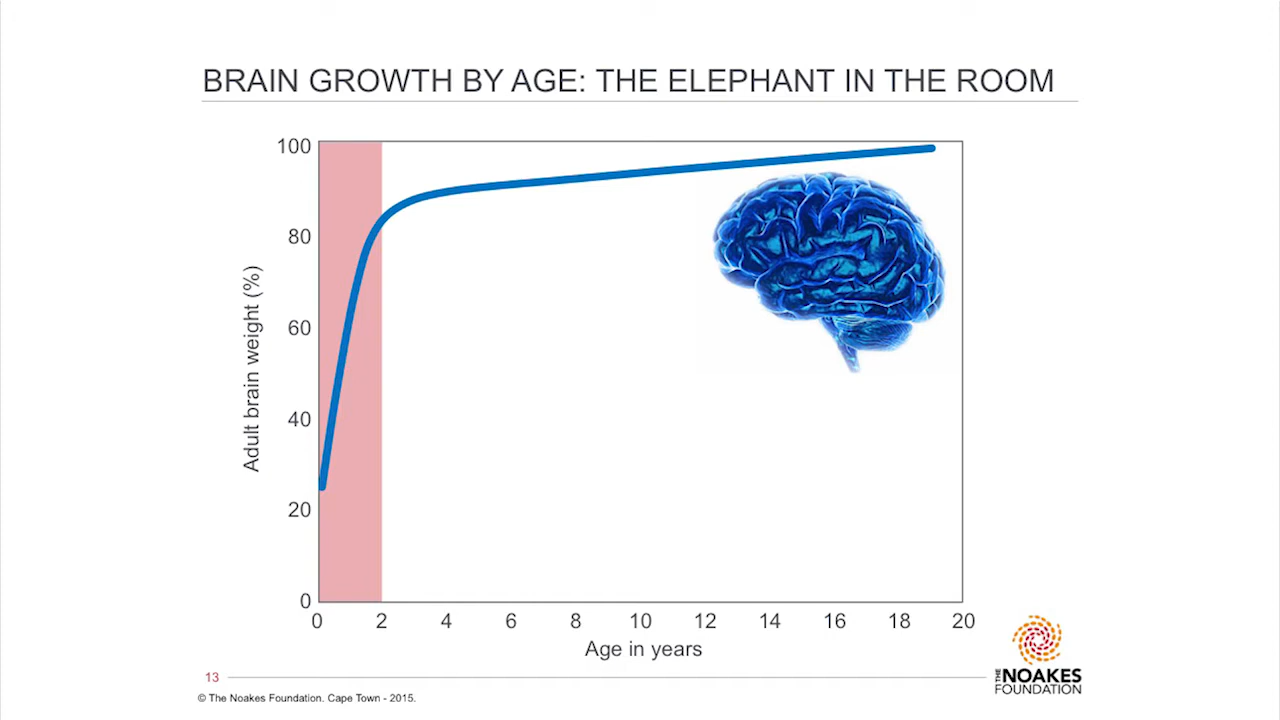 BRAIN GROWTH BY AGE: THE ELEPHANT IN THE ROOM
100
80
60
40
20
0
Adult brain weight (%)
0 2 4 6 8 10 12 14 16 18 20
Age in years
13
© The Noakes Foundation. Cape Town - 2015.
THE NOAKES
FOUNDATION